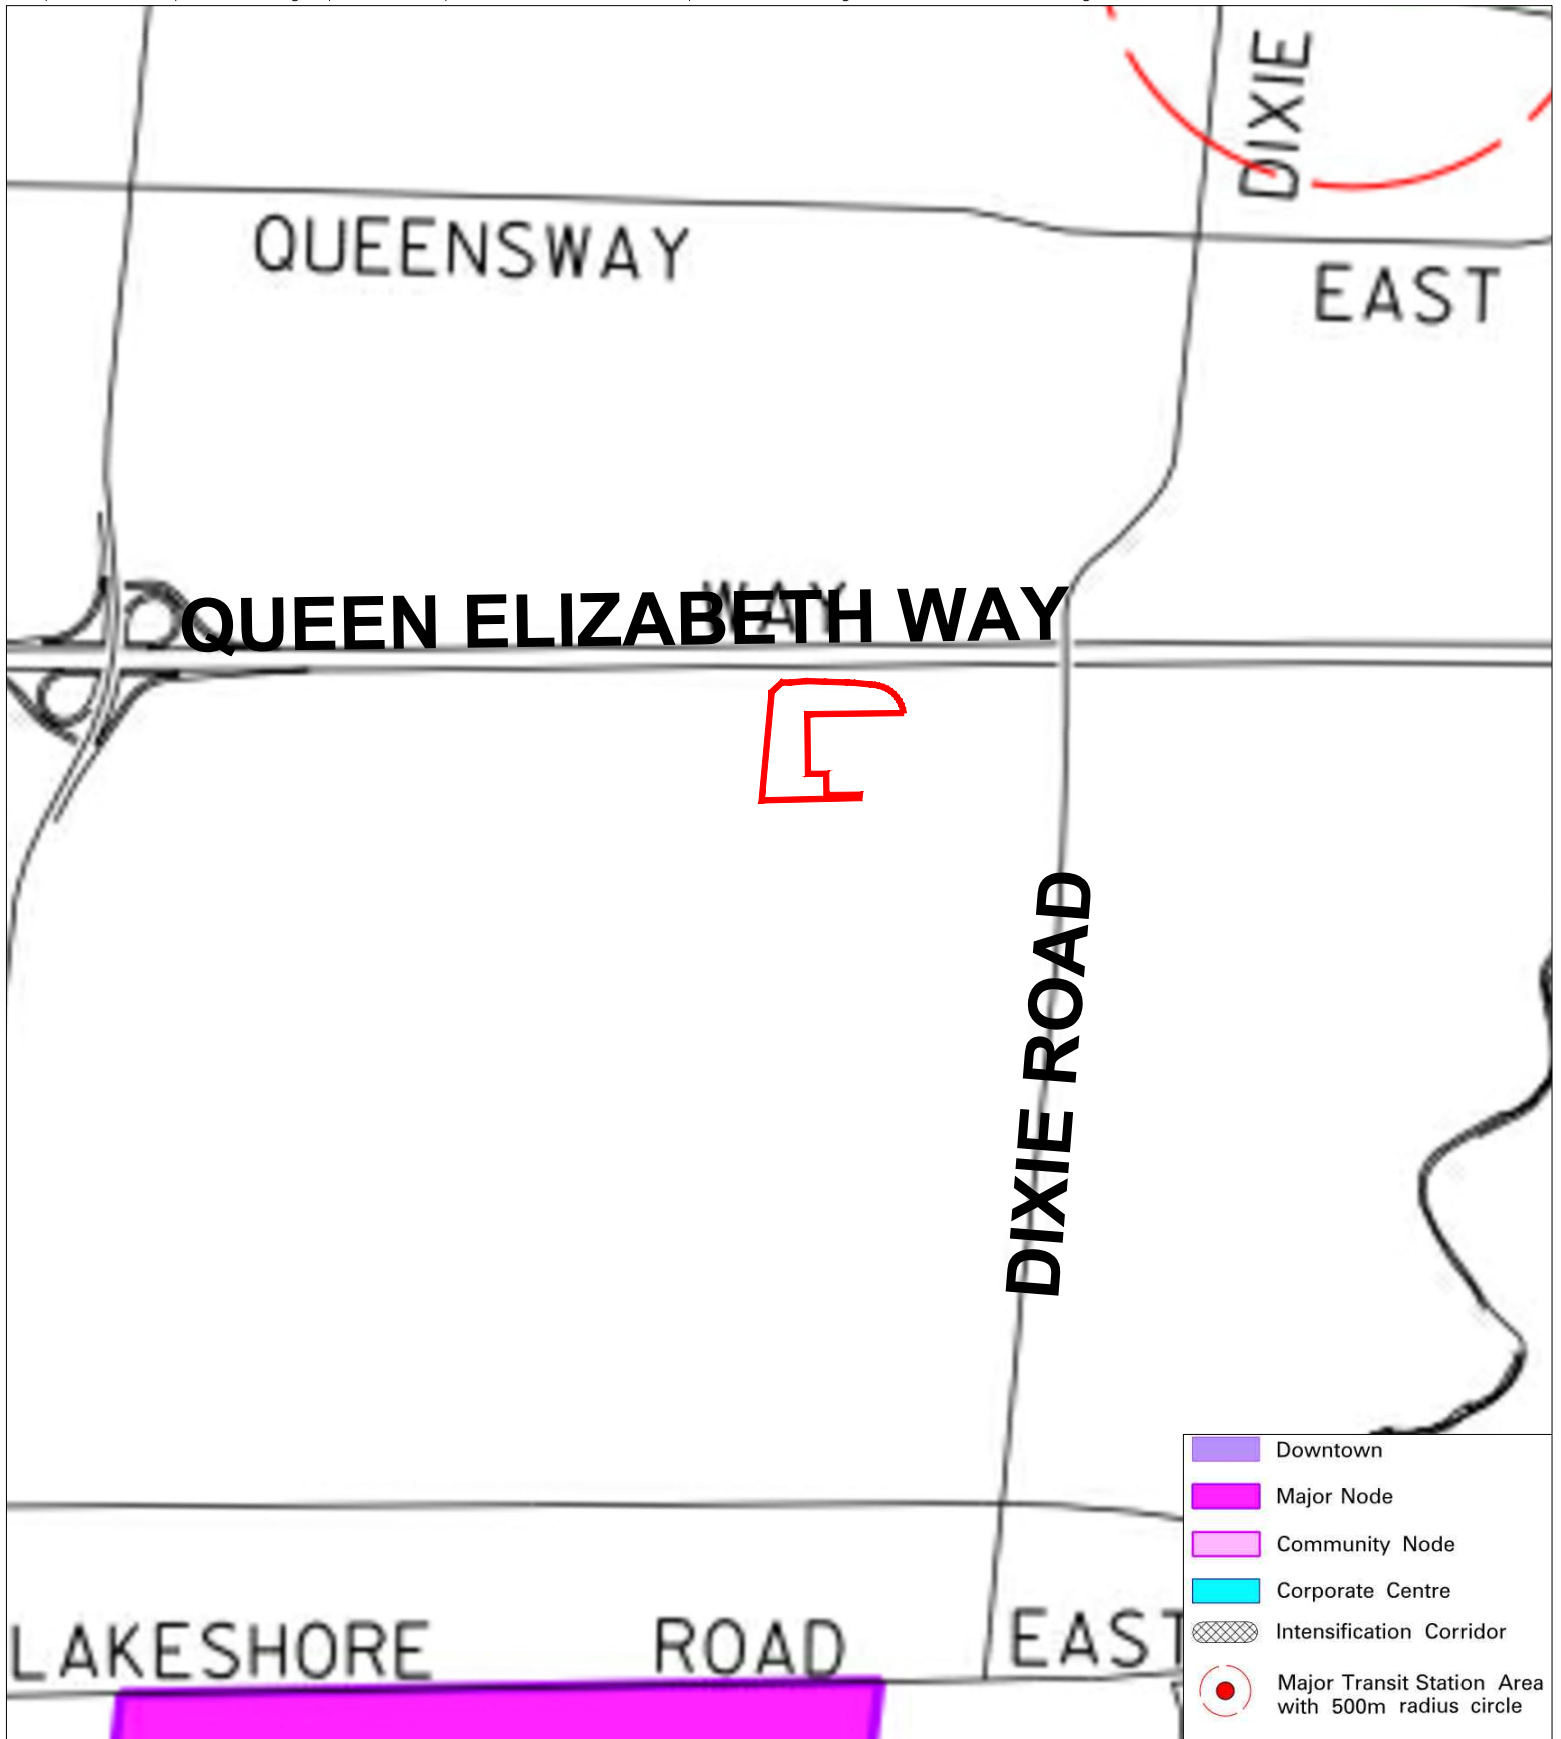 DIXIE
QUEENSWAY
EAST
WAY
QUEEN ELIZABETH WAY
DIXIE ROAD
LAKESHORE ROAD EAST
Downtown
Major Node
Community Node
Corporate Centre
Intensification Corridor
Major Transit Station Area
with 500m radius circle